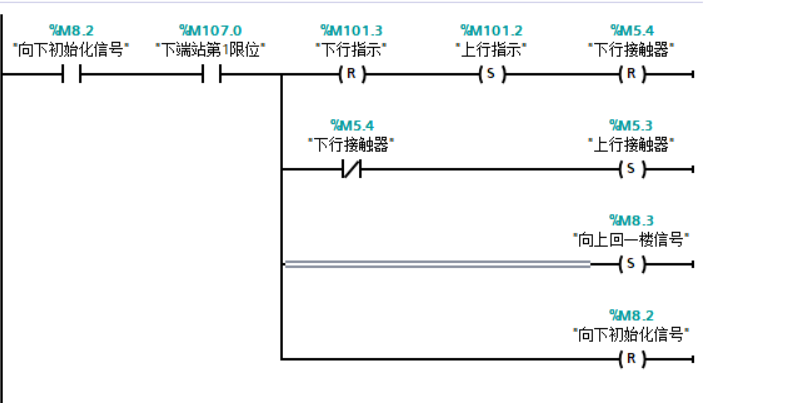 %M8.2 %M107.0 %M101.3 %M101.2 %M5.4
"向下初始化信号" "下端站第1限位" "下行指示" "上行指示" "下行接触器"
R S R
%M5.4 %M5.3
"下行接触器" "上行接触器"
S
%M8.3
"向上回一楼信号"
S
%M8.2
"向下初始化信号"
R